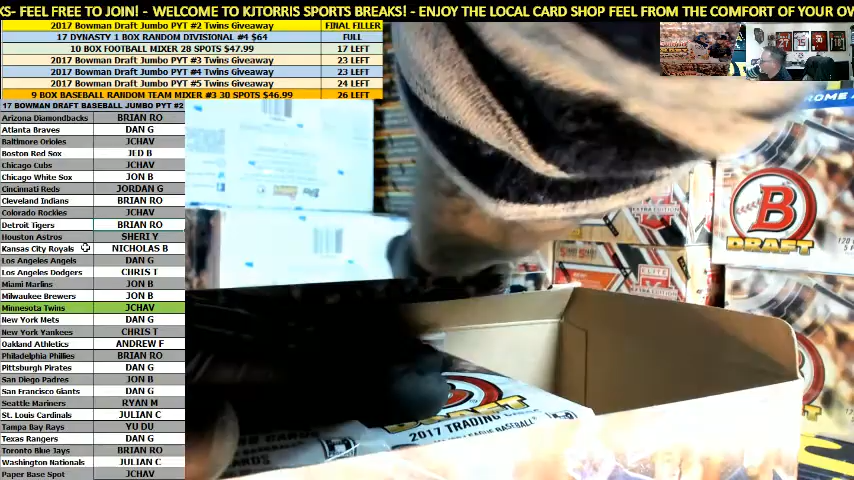 KS- FEEL FREE TO JOIN! - WELCOME TO KJTORRIS SPORTS BREAKS! - ENJOY THE LOCAL CARD SHOP FEEL FROM THE COMFORT OF YOUR OV
2017 Bowman Draft Jumbo PYT #2 Twins Giveaway FINAL FILLER
17 DYNASTY 1 BOX RANDOM DIVISIONAL #4 $64 FULL
10 BOX FOOTBALL MIXER 28 SPOTS $47.99 17 LEFT
2017 Bowman Draft Jumbo PYT #3 Twins Giveaway 23 LEFT
2017 Bowman Draft Jumbo PYT #4 Twins Giveaway 23 LEFT
2017 Bowman Draft Jumbo PYT #5 Twins Giveaway 24 LEFT
9 BOX BASEBALL RANDOM TEAM MIXER #3 30 SPOTS $46.99 26 LEFT
17 BOWMAN DRAFT BASEBALL JUMBO PYT #2
Arizona Diamondbacks BRIAN RO
Atlanta Braves DAN G
Baltimore Orioles JCHAV
Boston Red Sox JED B
Chicago Cubs JCHAV
Chicago White Sox JON B
Cincinnati Reds JORDAN G
Cleveland Indians BRIAN RO
Colorado Rockies JCHAV
Detroit Tigers BRIAN RO
Houston Astros SHERI Y
Kansas City Royals NICHOLAS B
Los Angeles Angels DAN G
Los Angeles Dodgers CHRIS T
Miami Marlins JON B
Milwaukee Brewers JON B
Minnesota Twins JCHAV
New York Mets DAN G
New York Yankees CHRIS T
Oakland Athletics ANDREW F
Philadelphia Phillies BRIAN RO
Pittsburgh Pirates DAN G
San Diego Padres JON B
San Francisco Giants DAN G
Seattle Mariners RYAN M
St. Louis Cardinals JULIAN C
Tampa Bay Rays YU DU
Texas Rangers DAN G
Toronto Blue Jays BRIAN RO
Washington Nationals JULIAN C
Paper Base Spot JCHAV
B
DRAFT
DRAFT
2017 TRADING CARDS
BASEBALL
ELITE